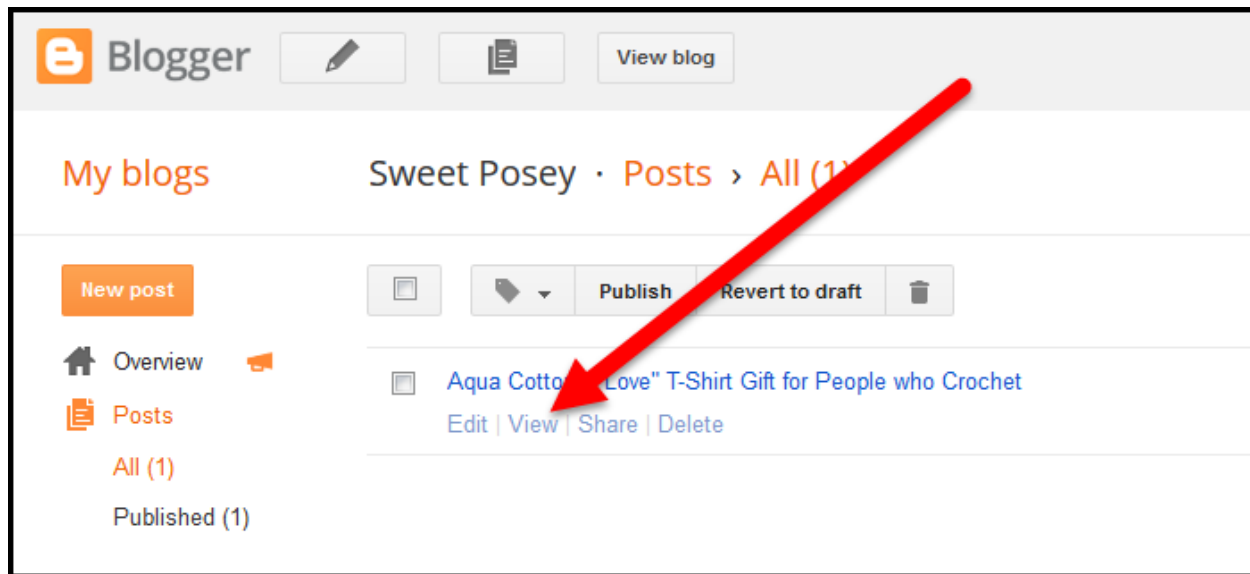 Blogger View blog
My blogs Sweet Posey · Posts › All (1)
New post Publish Revert to draft
Overview
Aqua Love" T-Shirt Gift for People who Crochet
Posts
Edit | View | Share | Delete
All (1)
Published (1)